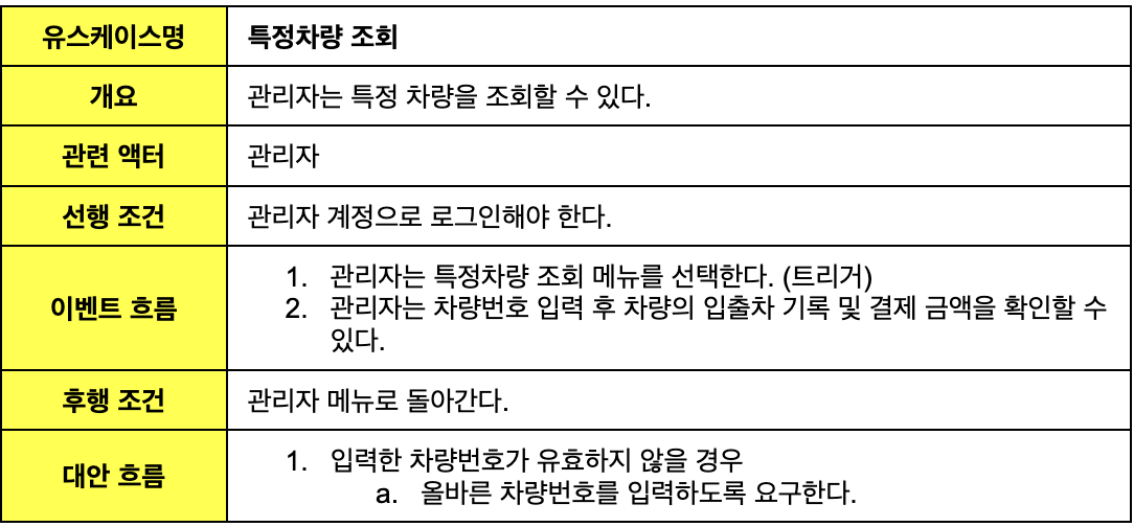 유스케이스명 특정차량 조회
개요 관리자는 특정 차량을 조회할 수 있다.
관련 액터 관리자
선행 조건 관리자 계정으로 로그인해야 한다.
이벤트 흐름
1. 관리자는 특정차량 조회 메뉴를 선택한다. (트리거)
2. 관리자는 차량번호 입력 후 차량의 입출차 기록 및 결제 금액을 확인할 수
있다.
후행 조건 관리자 메뉴로 돌아간다.
대안 흐름
1. 입력한 차량번호가 유효하지 않을 경우
a. 올바른 차량번호를 입력하도록 요구한다.